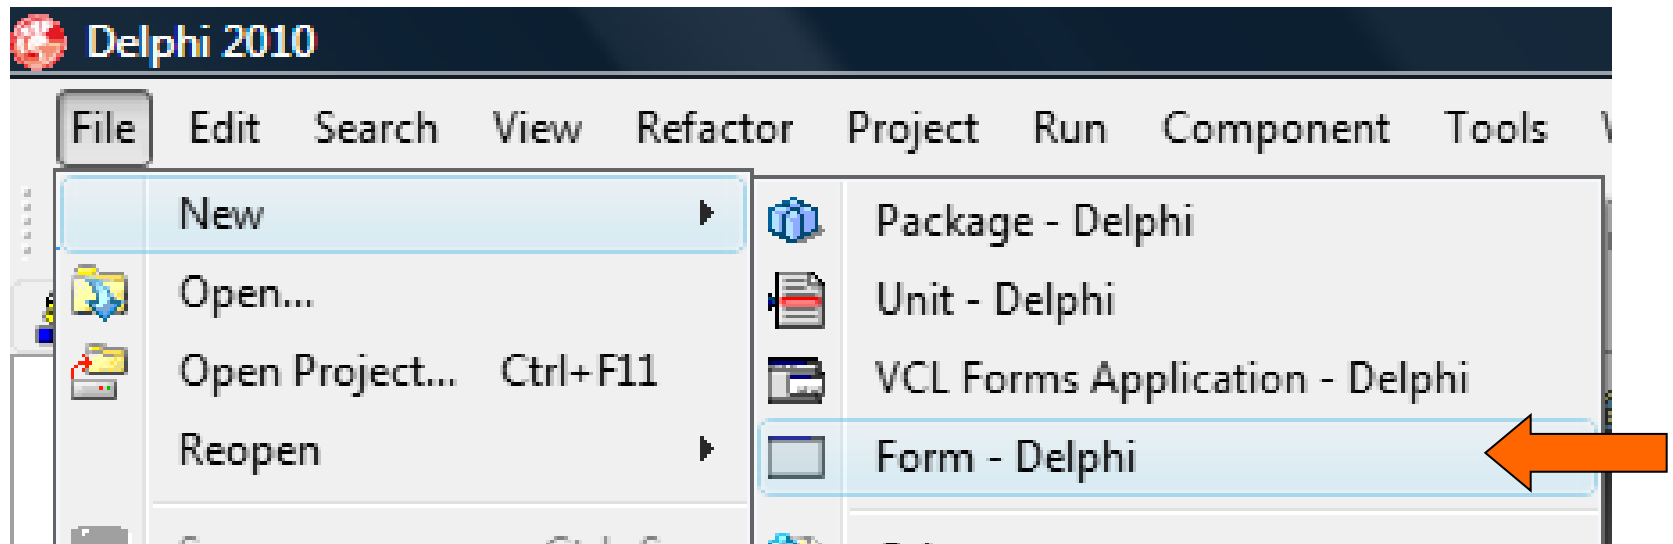 Delphi 2010
File Edit Search View Refactor Project Run Component Tools
New
Open...
Open Project... Ctrl+F11
Reopen
Package - Delphi
Unit - Delphi
VCL Forms Application - Delphi
Form - Delphi